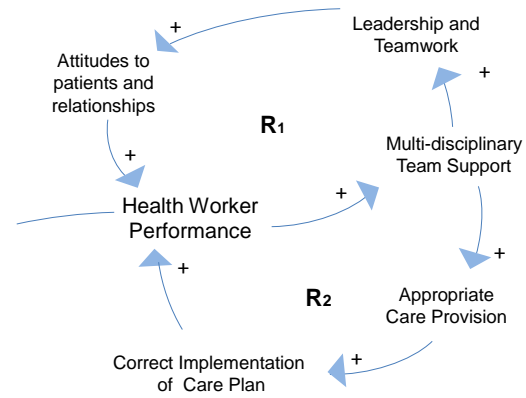 Leadership and
Teamwork
+
Attitudes to
patients and
relationships
+
R1
+
Multi-disciplinary
Team Support
+
Health Worker
Performance
+
+
R2
Appropriate
Care Provision
+
Correct Implementation
of Care Plan
+